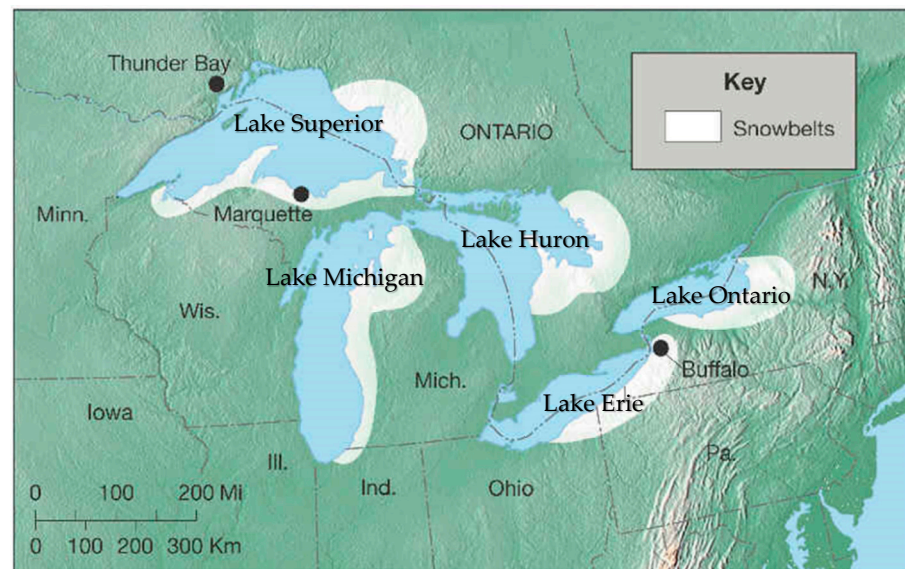 Thunder Bay
Key
Snowbelts
Lake Superior
ONTARIO
Minn.
Marquette
Lake Huron
Lake Michigan
Lake Ontario
N.Y.
Wis.
Buffalo
Mich.
Lake Erie
Iowa
Pa.
Ill.
Ind.
Ohio
0 100 200 Mi
0 100 200 300 Km